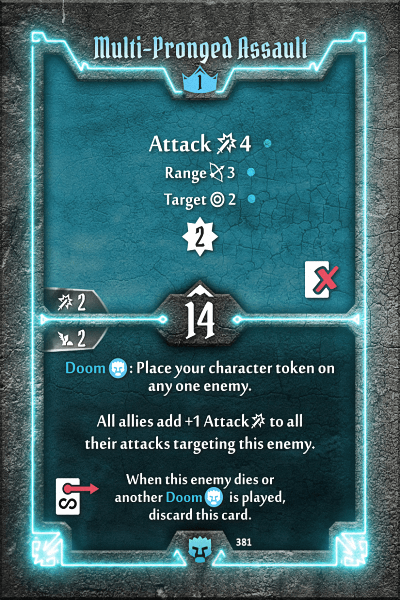 Multi-Pronged Assault
1
Attack 4
Range 3
Target 2
2
2
14
2
Doom : Place your character token on
any one enemy.
All allies add +1 Attack to all
their attacks targeting this enemy.
When this enemy dies or
another Doom is played,
discard this card.
S
381